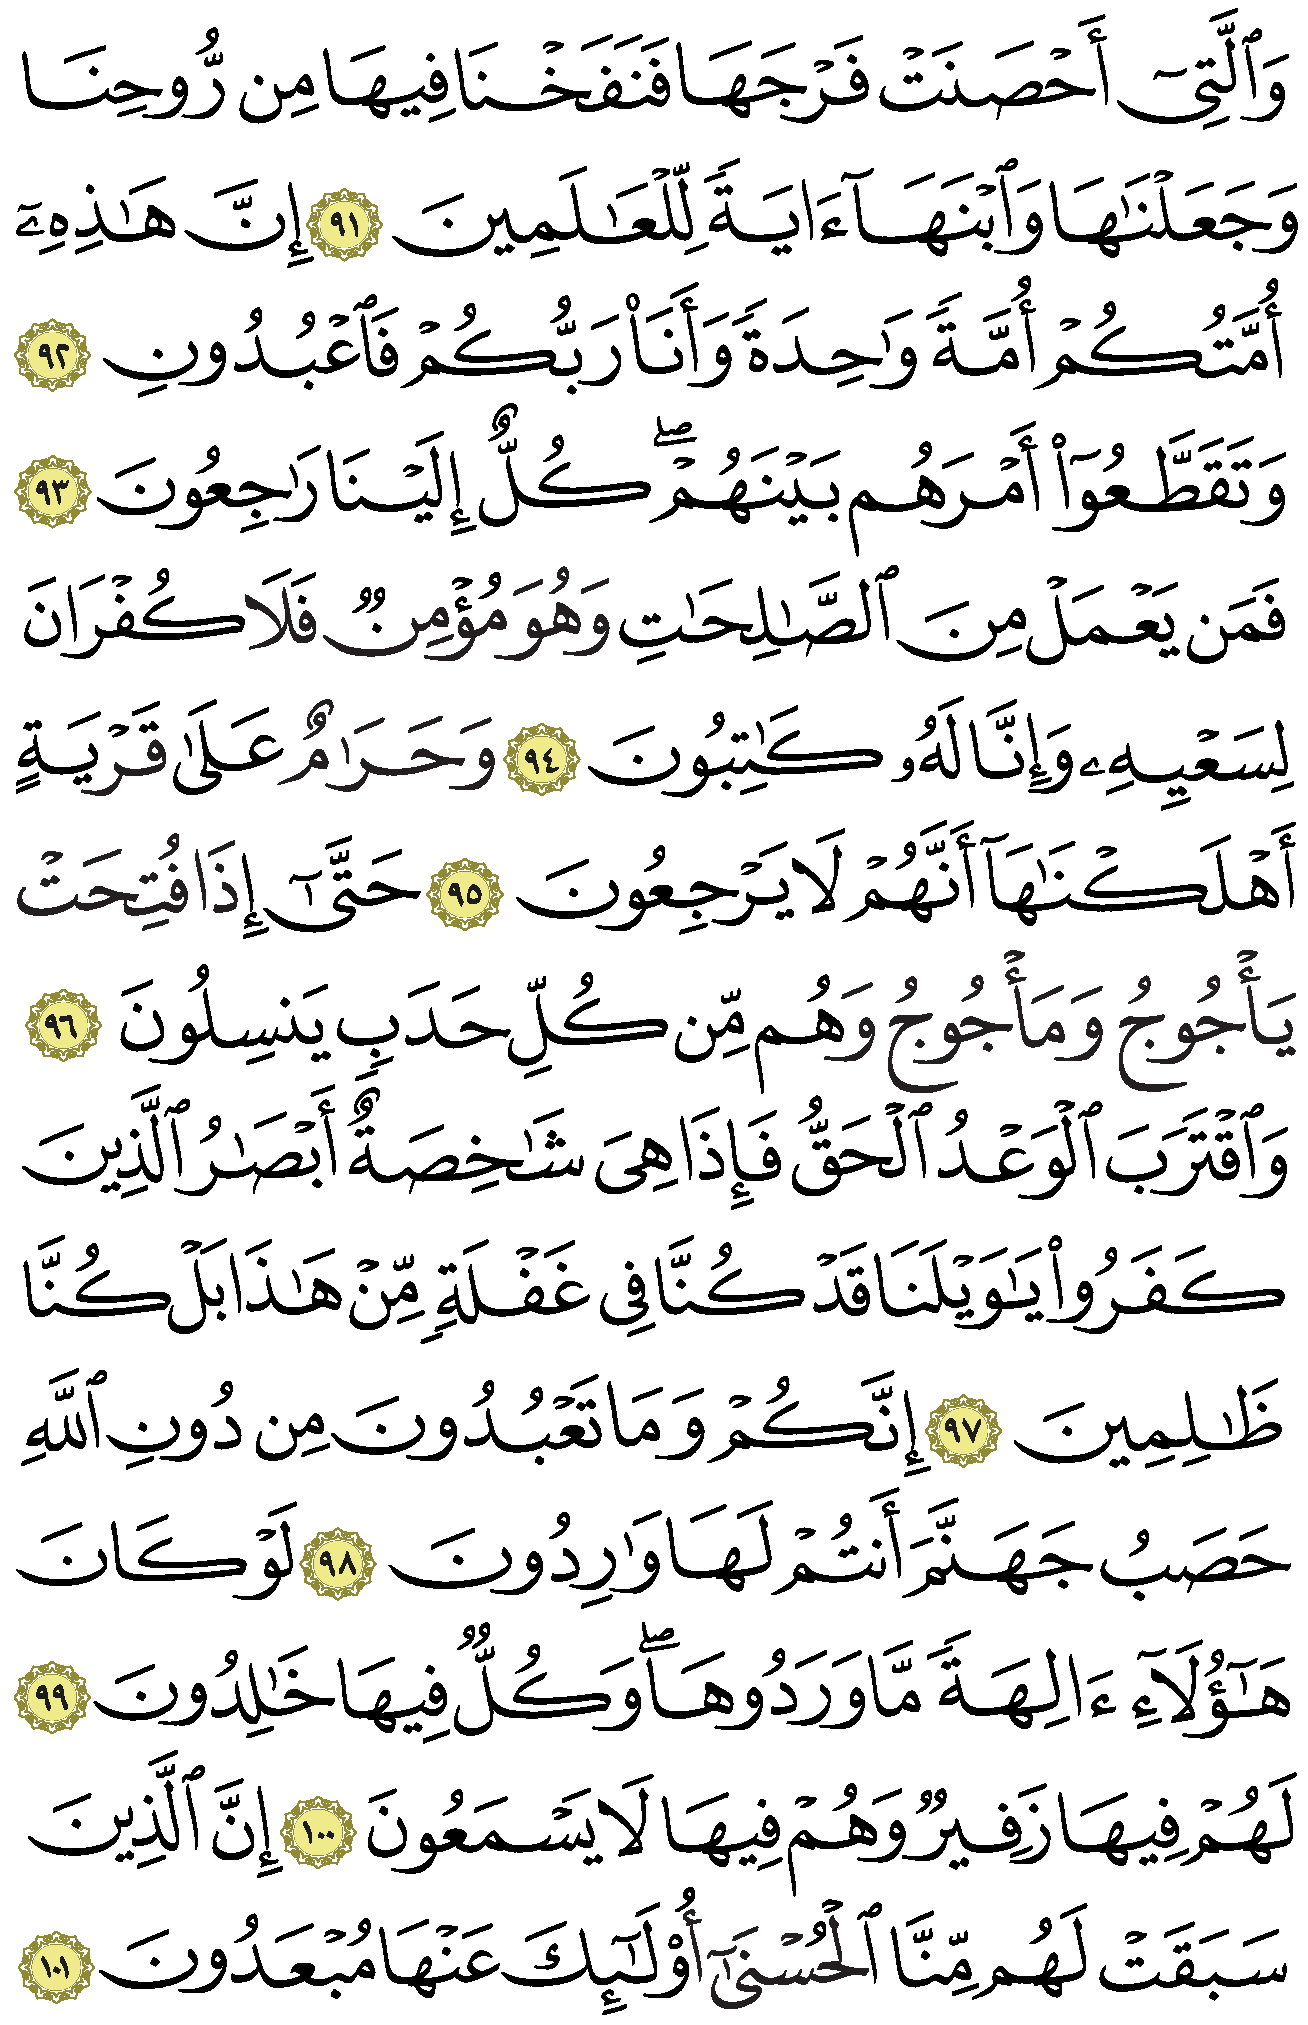 وَٱلَّتِىٓ أَحْصَنَتْ فَرْجَهَا فَنَفَخْنَا فِيهَا مِن رُّوحِنَا
وَجَعَلْنَٰهَا وَٱبْنَهَآ ءَايَةً لِّلْعَٰلَمِينَ ٩١ إِنَّ هَٰذِهِۦٓ
أُمَّتُكُمْ أُمَّةً وَٰحِدَةً وَأَنَا۠ رَبُّكُمْ فَٱعْبُدُونِ ٩٢
وَتَقَطَّعُوٓا۟ أَمْرَهُم بَيْنَهُمْ ۖ كُلٌّ إِلَيْنَا رَٰجِعُونَ ٩٣
فَمَن يَعْمَلْ مِنَ ٱلصَّٰلِحَٰتِ وَهُوَ مُؤْمِنٌ فَلَا كُفْرَانَ
لِسَعْيِهِۦ وَإِنَّا لَهُۥ كَٰتِبُونَ ٩٤ وَحَرَٰمٌ عَلَىٰ قَرْيَةٍ
أَهْلَكْنَٰهَآ أَنَّهُمْ لَا يَرْجِعُونَ ٩٥ حَتَّىٰٓ إِذَا فُتِحَتْ
يَأْجُوجُ وَمَأْجُوجُ وَهُم مِّن كُلِّ حَدَبٍ يَنسِلُونَ ٩٦
وَٱقْتَرَبَ ٱلْوَعْدُ ٱلْحَقُّ فَإِذَا هِىَ شَٰخِصَةٌ أَبْصَٰرُ ٱلَّذِينَ
كَفَرُوا۟ يَٰوَيْلَنَا قَدْ كُنَّا فِى غَفْلَةٍ مِّنْ هَٰذَا بَلْ كُنَّا
ظَٰلِمِينَ ٩٧ إِنَّكُمْ وَمَا تَعْبُدُونَ مِن دُونِ ٱللَّهِ
حَصَبُ جَهَنَّمَ أَنتُمْ لَهَا وَٰرِدُونَ ٩٨ لَوْ كَانَ
هَٰٓؤُلَآءِ ءَالِهَةً مَّا وَرَدُوهَا ۖ وَكُلٌّ فِيهَا خَٰلِدُونَ ٩٩
لَهُمْ فِيهَا زَفِيرٌ وَهُمْ فِيهَا لَا يَسْمَعُونَ ١٠٠ إِنَّ ٱلَّذِينَ
سَبَقَتْ لَهُم مِّنَّا ٱلْحُسْنَىٰٓ أُو۟لَٰٓئِكَ عَنْهَا مُبْعَدُونَ ١٠١